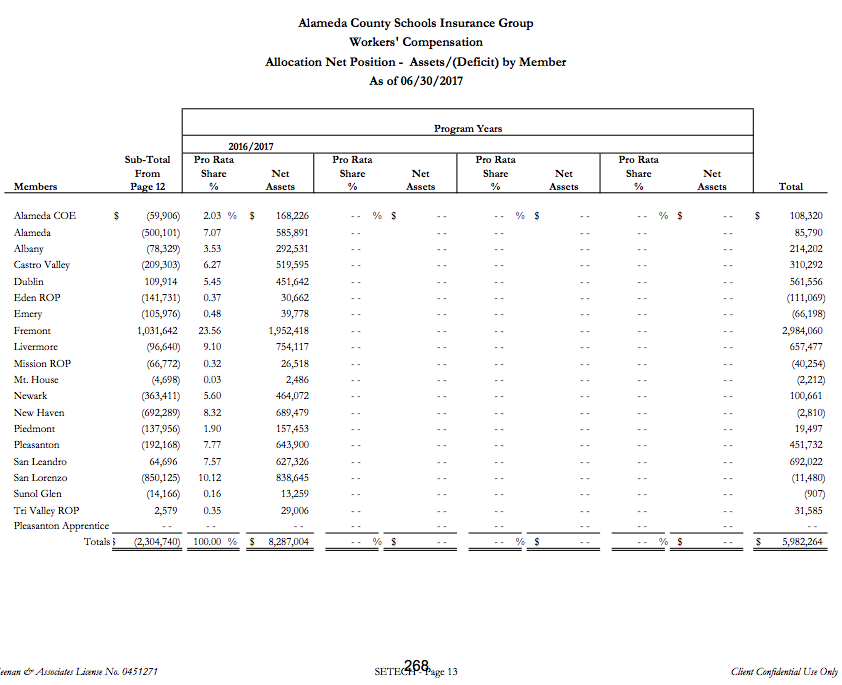 Alameda County Schools Insurance Group
Workers' Compensation
Allocation Net Position - Assets/(Deficit) by Member
As of 06/30/2017
Program Years
2016/2017
Sub-Total Pro Rata Pro Rata Pro Rata Pro Rata
From Share Net Share Net Share Net Share Net
Members Page 12 % Assets % Assets % Assets % Assets Total
Alameda COE $ (59,906) 2.03 % $ 168,226 - - % $ - - - - % $ - - - - % $ - - $ 108,320
Alameda (500,101) 7.07 585,891 - - - - - - - - - - - - 85,790
Albany (78,329) 3.53 292,531 - - - - - - - - - - - - 214,202
Castro Valley (209,303) 6.27 519,595 - - - - - - - - - - - - 310,292
Dublin 109,914 5.45 451,642 - - - - - - - - - - - - 561,556
Eden ROP (141,731) 0.37 30,662 - - - - - - - - - - - - (111,069)
Emery (105,976) 0.48 39,778 - - - - - - - - - - - - (66,198)
Fremont 1,031,642 23.56 1,952,418 - - - - - - - - - - - - 2,984,060
Livermore (96,640) 9.10 754,117 - - - - - - - - - - - - 657,477
Mission ROP (66,772) 0.32 26,518 - - - - - - - - - - - - (40,254)
Mt. House (4,698) 0.03 2,486 - - - - - - - - - - - - (2,212)
Newark (363,411) 5.60 464,072 - - - - - - - - - - - - 100,661
New Haven (692,289) 8.32 689,479 - - - - - - - - - - - - (2,810)
Piedmont (137,956) 1.90 157,453 - - - - - - - - - - - - 19,497
Pleasanton (192,168) 7.77 643,900 - - - - - - - - - - - - 451,732
San Leandro 64,696 7.57 627,326 - - - - - - - - - - - - 692,022
San Lorenzo (850,125) 10.12 838,645 - - - - - - - - - - - - (11,480)
Sunol Glen (14,166) 0.16 13,259 - - - - - - - - - - - - (907)
Tri Valley ROP 2,579 0.35 29,006 - - - - - - - - - - - - 31,585
Pleasanton Apprentice - - - - - - - - - - - - - - - - - - - -
Totals $ (2,304,740) 100.00 % $ 8,287,004 - - % $ - - - - % $ - - - - % $ - - $ 5,982,264
eenan & Associates License No. 0451271 SETECH - Page 13 Client Confidential Use Only
268